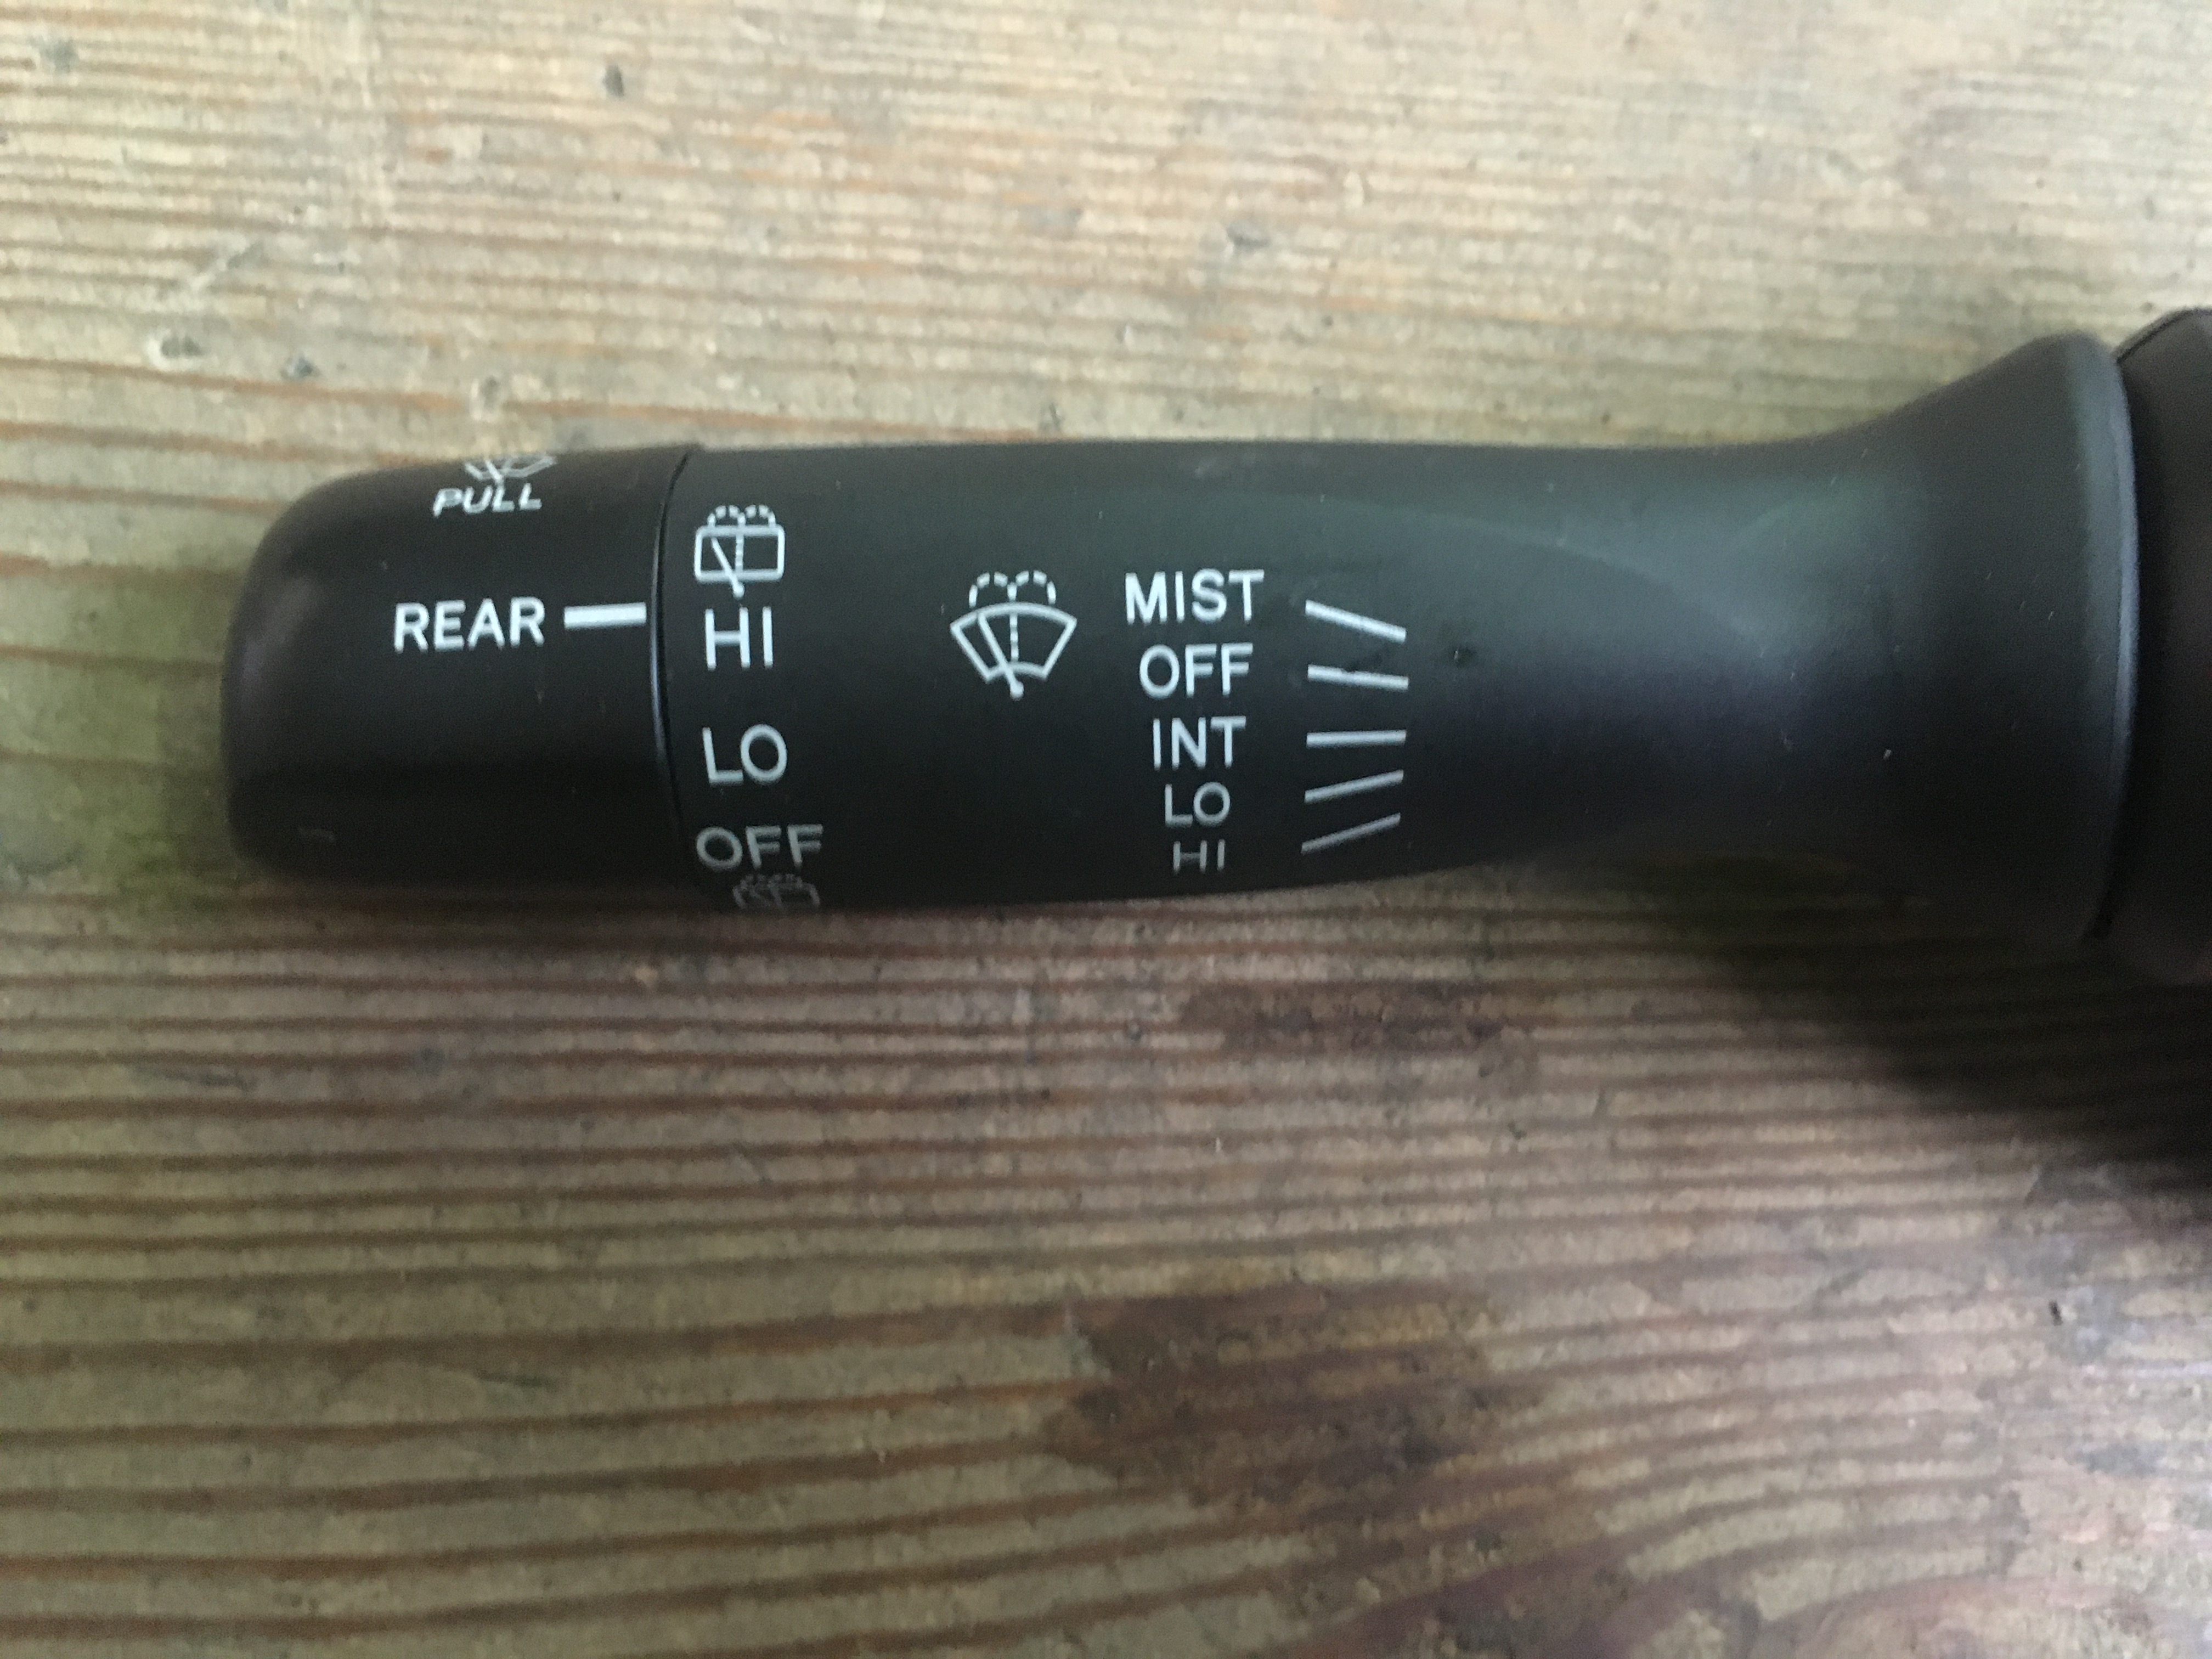 PULL
REAR
HI
LO
OFF
MIST
OFF
INT
LO
HI